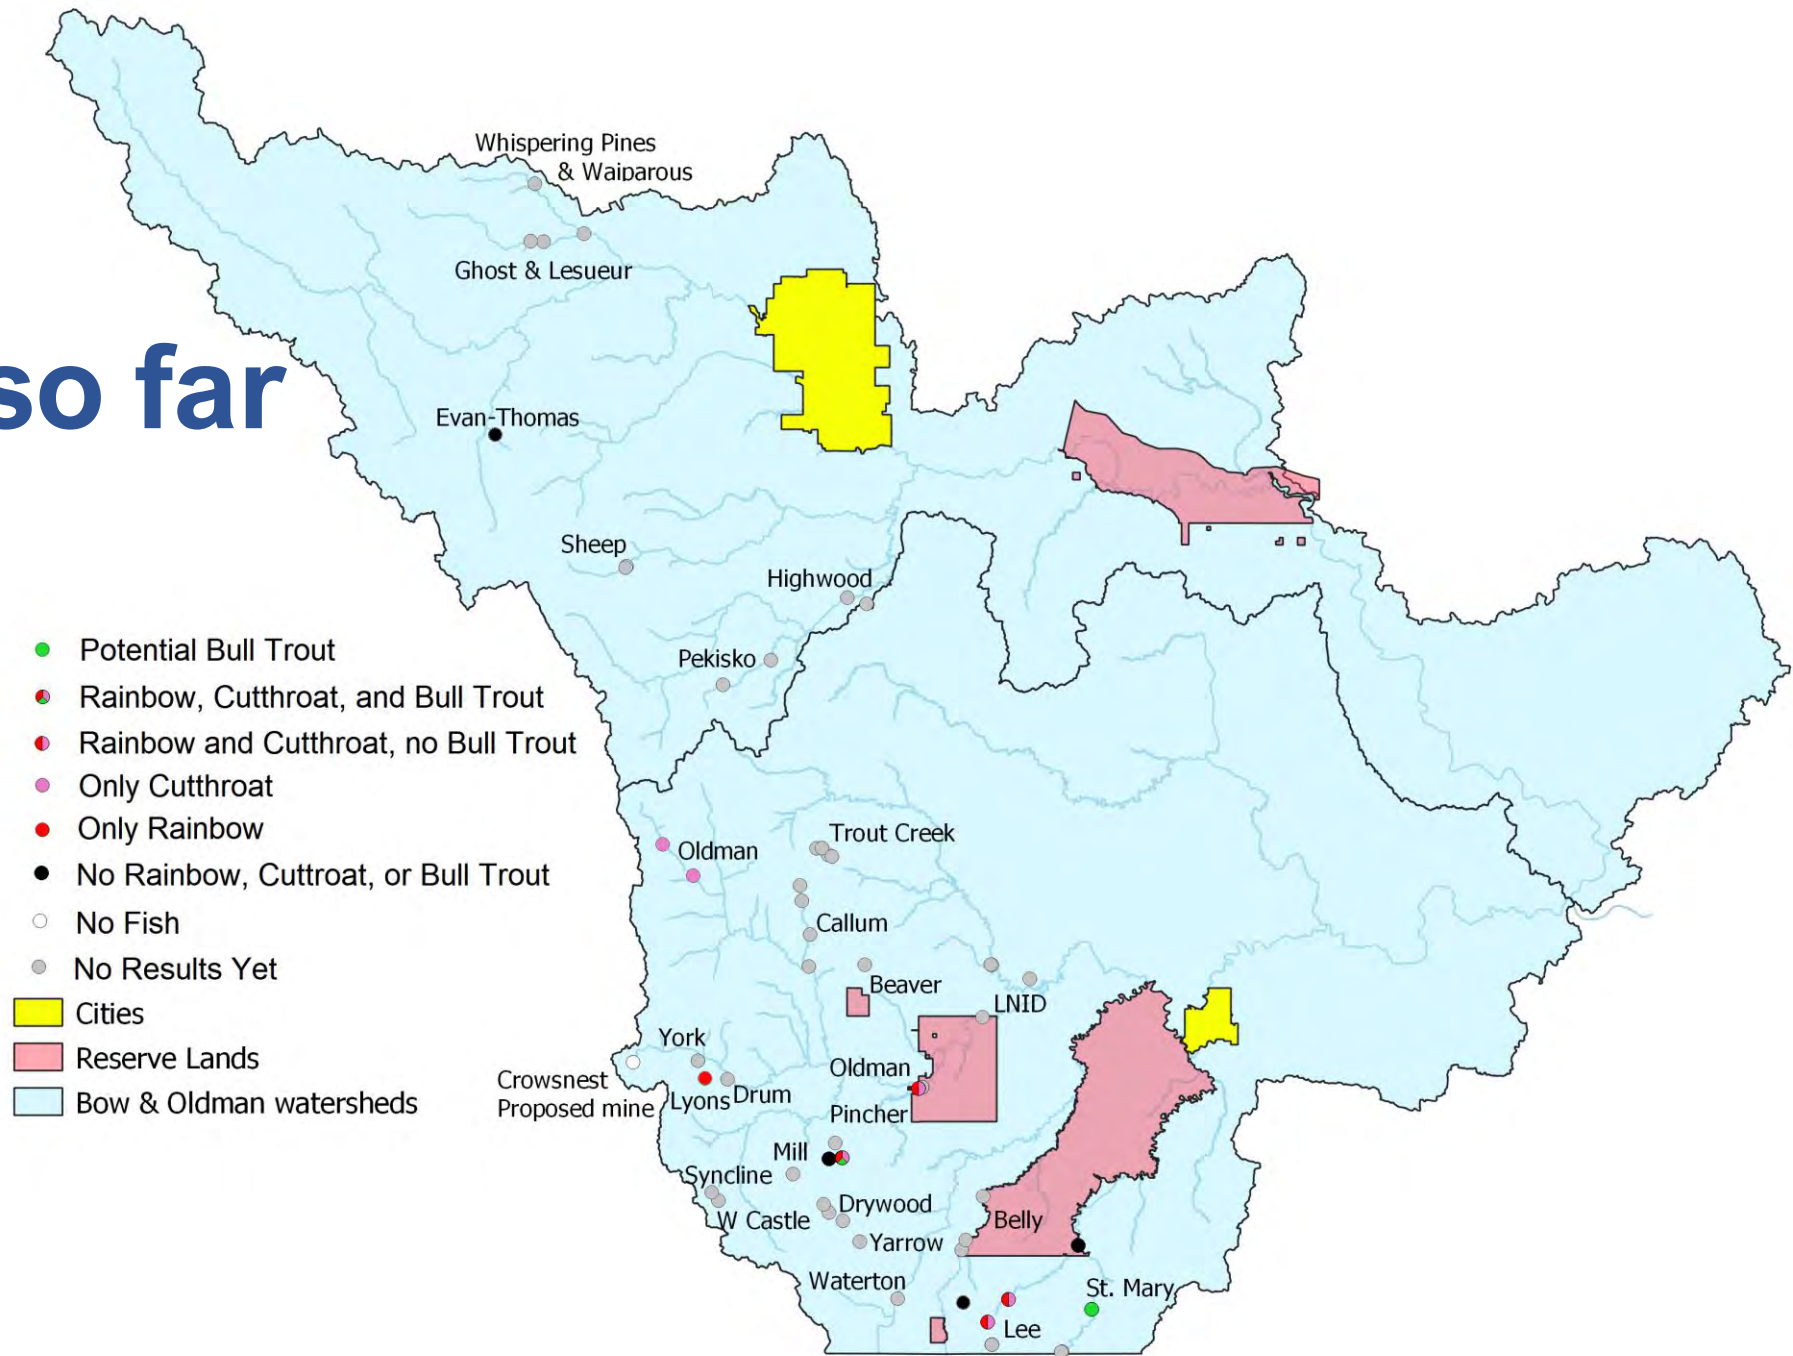 so far
Whispering Pines
& Waiparous
Ghost & Lesueur
Evan-Thomas
Sheep
Highwood
Pekisko
Potential Bull Trout
Rainbow, Cutthroat, and Bull Trout
Rainbow and Cutthroat, no Bull Trout
Only Cutthroat
Only Rainbow
No Rainbow, Cuttroat, or Bull Trout
No Fish
No Results Yet
Cities
Reserve Lands
Bow & Oldman watersheds
Trout Creek
Oldman
Callum
Beaver
LNID
York
Crowsnest
Proposed mine
Lyons
Drum
Oldman
Pincher
Mill
Syncline
W Castle
Drywood
Belly
Yarrow
Waterton
St. Mary
Lee